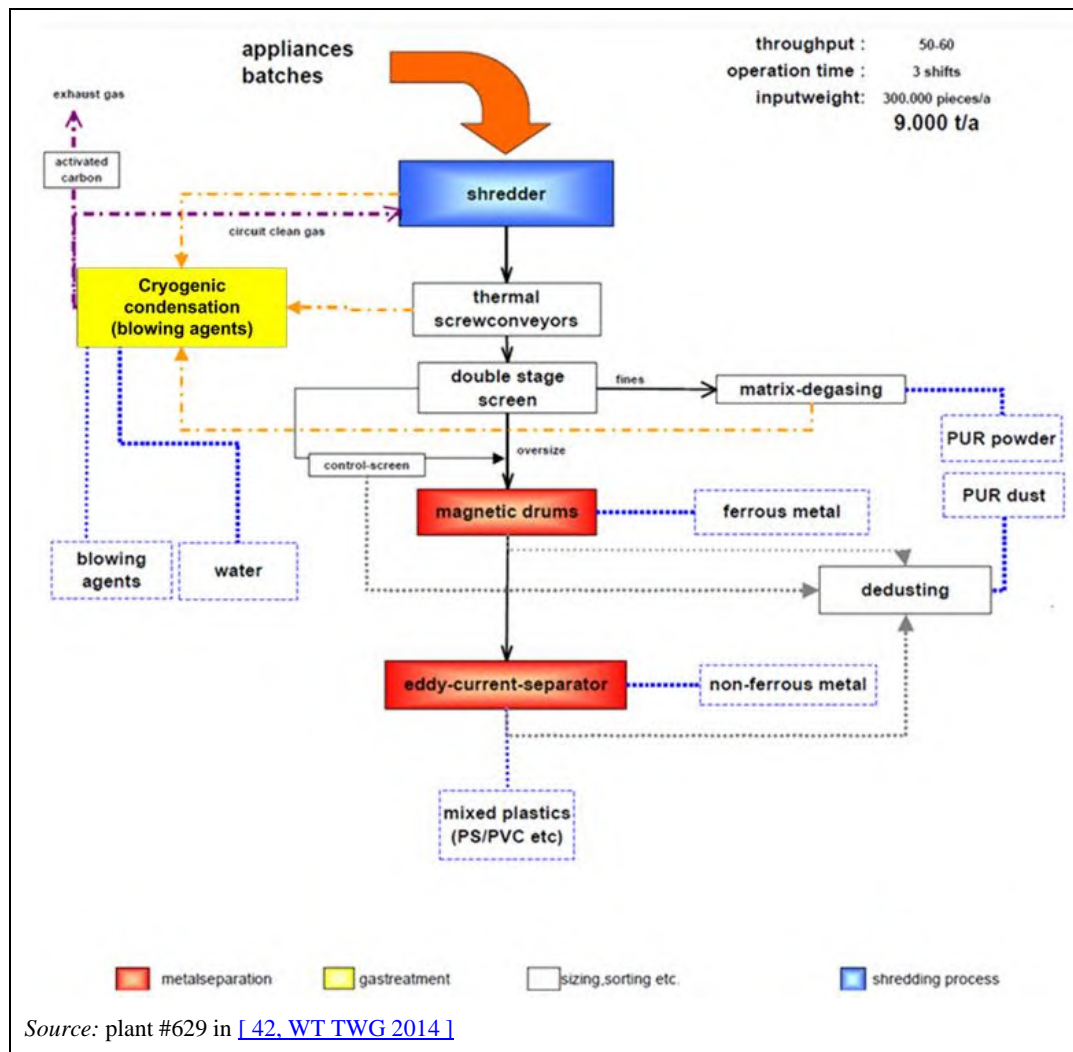 appliances
batches
throughput : 50-60
operation time : 3 shifts
inputweight: 300.000 pieces/a
9.000 t/a
exhaust gas
activated
carbon
shredder
circuit clean gas
Cryogenic
condensation
(blowing agents)
thermal
screwconveyors
double stage
screen
fines
matrix-degasing
PUR powder
oversize
control-screen
PUR dust
magnetic drums
ferrous metal
blowing
agents
water
dedusting
eddy-current-separator
non-ferrous metal
mixed plastics
(PS/PVC etc)
metalseparation
gastreatment
sizing,sorting etc.
shredding process
Source: plant #629 in [ 42, WT TWG 2014 ]